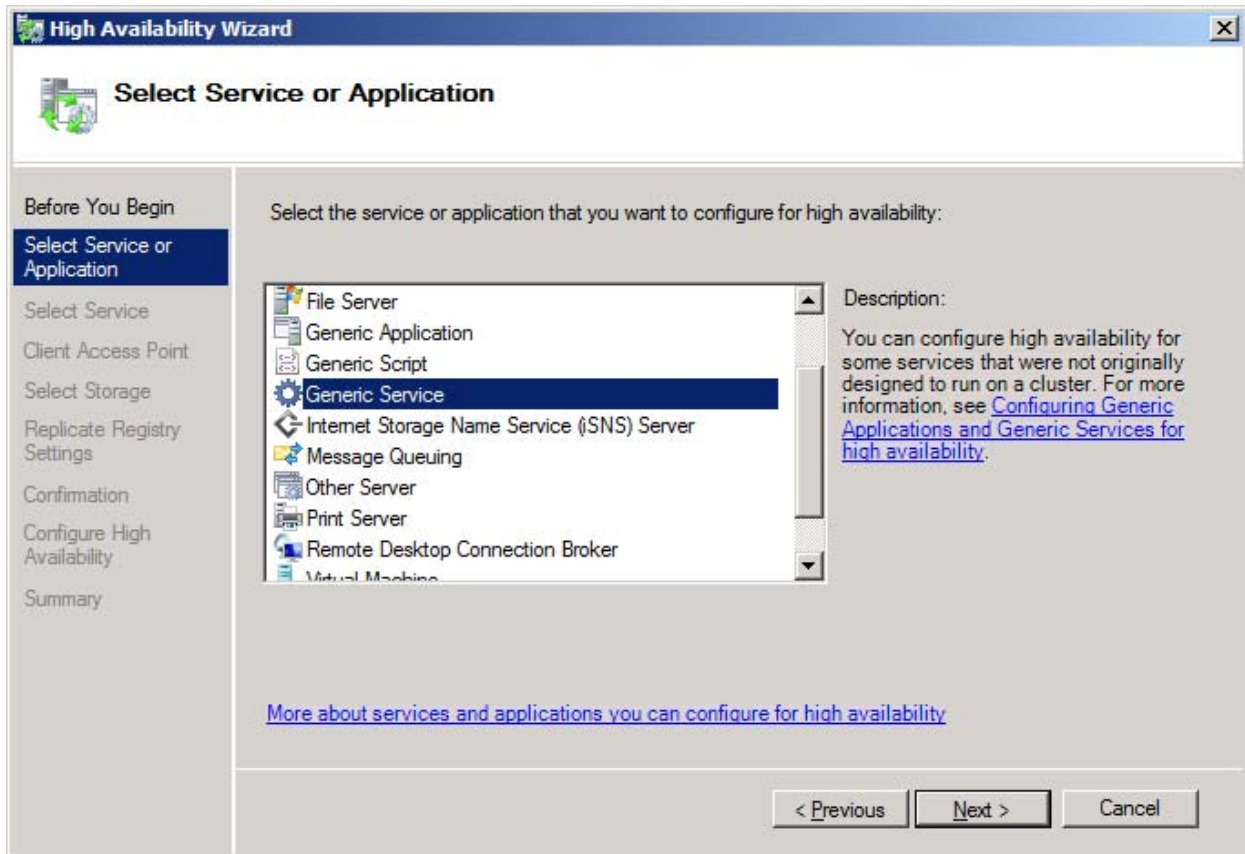 High Availability Wizard
Select Service or Application
Before You Begin
Select Service or
Application
Select Service
Client Access Point
Select Storage
Replicate Registry
Settings
Confirmation
Configure High
Availability
Summary
Select the service or application that you want to configure for high availability:
File Server
Generic Application
Generic Script
Generic Service
Internet Storage Name Service (iSNS) Server
Message Queuing
Other Server
Print Server
Remote Desktop Connection Broker
Virtual Machine
Description:
You can configure high availability for
some services that were not originally
designed to run on a cluster. For more
information, see Configuring Generic
Applications and Generic Services for
high availability.
More about services and applications you can configure for high availability
< Previous
Next >
Cancel